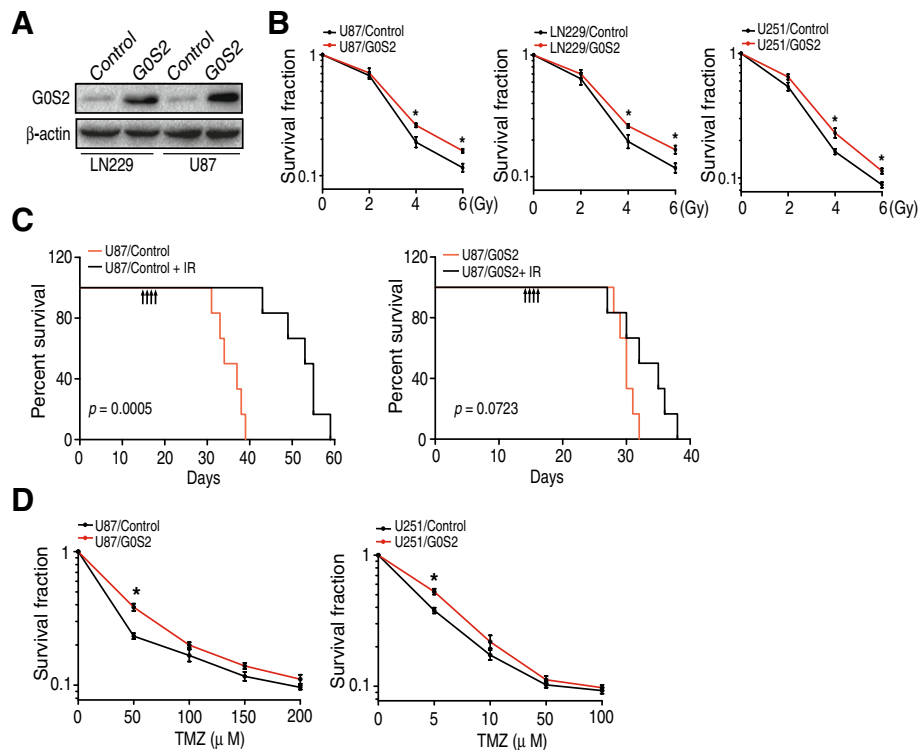 A
Control
G0S2
Control
G0S2
G0S2
β-actin
LN229
U87
B
U87/Control
U87/G0S2
Survival fraction
1
0.1
0
2
4
6
(Gy)
*
*
LN229/Control
LN229/G0S2
Survival fraction
1
0.1
0
2
4
6
(Gy)
*
*
U251/Control
U251/G0S2
Survival fraction
1
0.1
0
2
4
6
(Gy)
*
*
C
U87/Control
U87/Control + IR
Percent survival
120
80
40
0
p = 0.0005
0 10 20 30 40 50 60
Days
U87/G0S2
U87/G0S2+ IR
Percent survival
120
80
40
0
p = 0.0723
0 10 20 30 40
Days
D
U87/Control
U87/G0S2
Survival fraction
1
0.1
*
0 50 100 150 200
TMZ (μ M)
U251/Control
U251/G0S2
Survival fraction
1
0.1
*
0 5 10 50 100
TMZ (μ M)